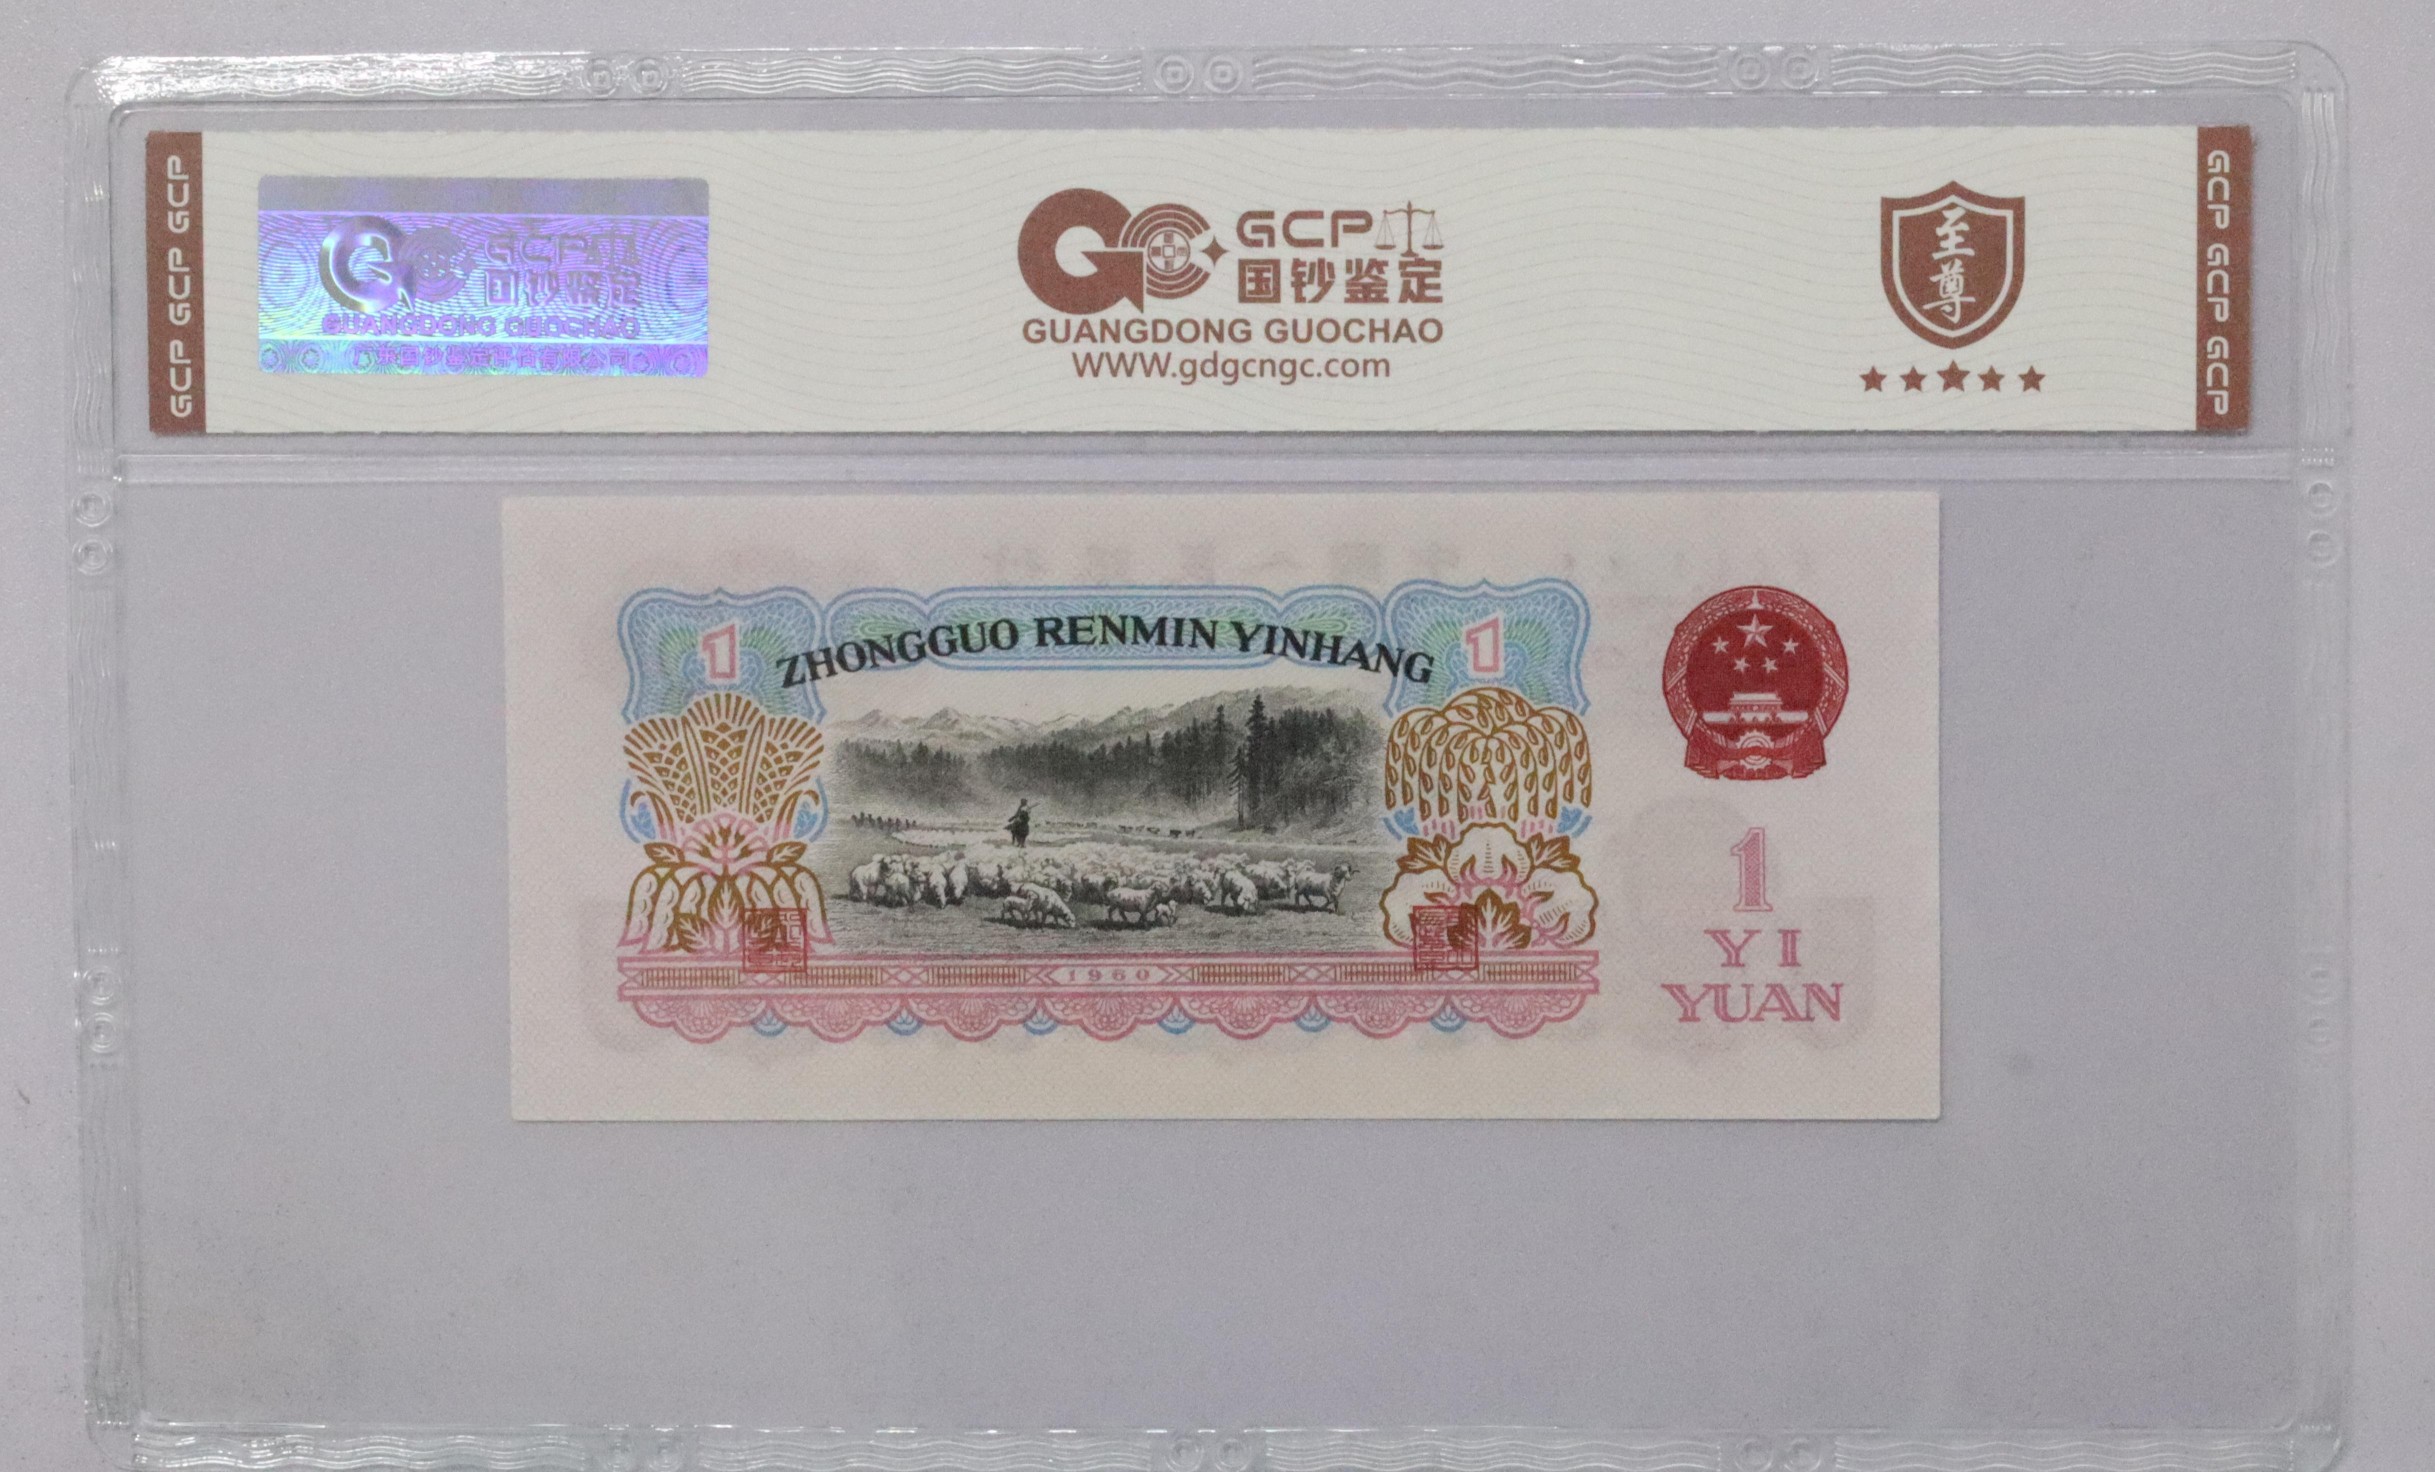 GCP GCP GCP
GCP
国钞鉴定
GUANGDONG GUOCHAO
广东国钞鉴定评估有限公司
GCP
国钞鉴定
GUANGDONG GUOCHAO
WWW.gdgcngc.com
至尊
GCP GCP GCP
1
ZHONGGUO RENMIN YINHANG
1
1960
1
YI
YUAN